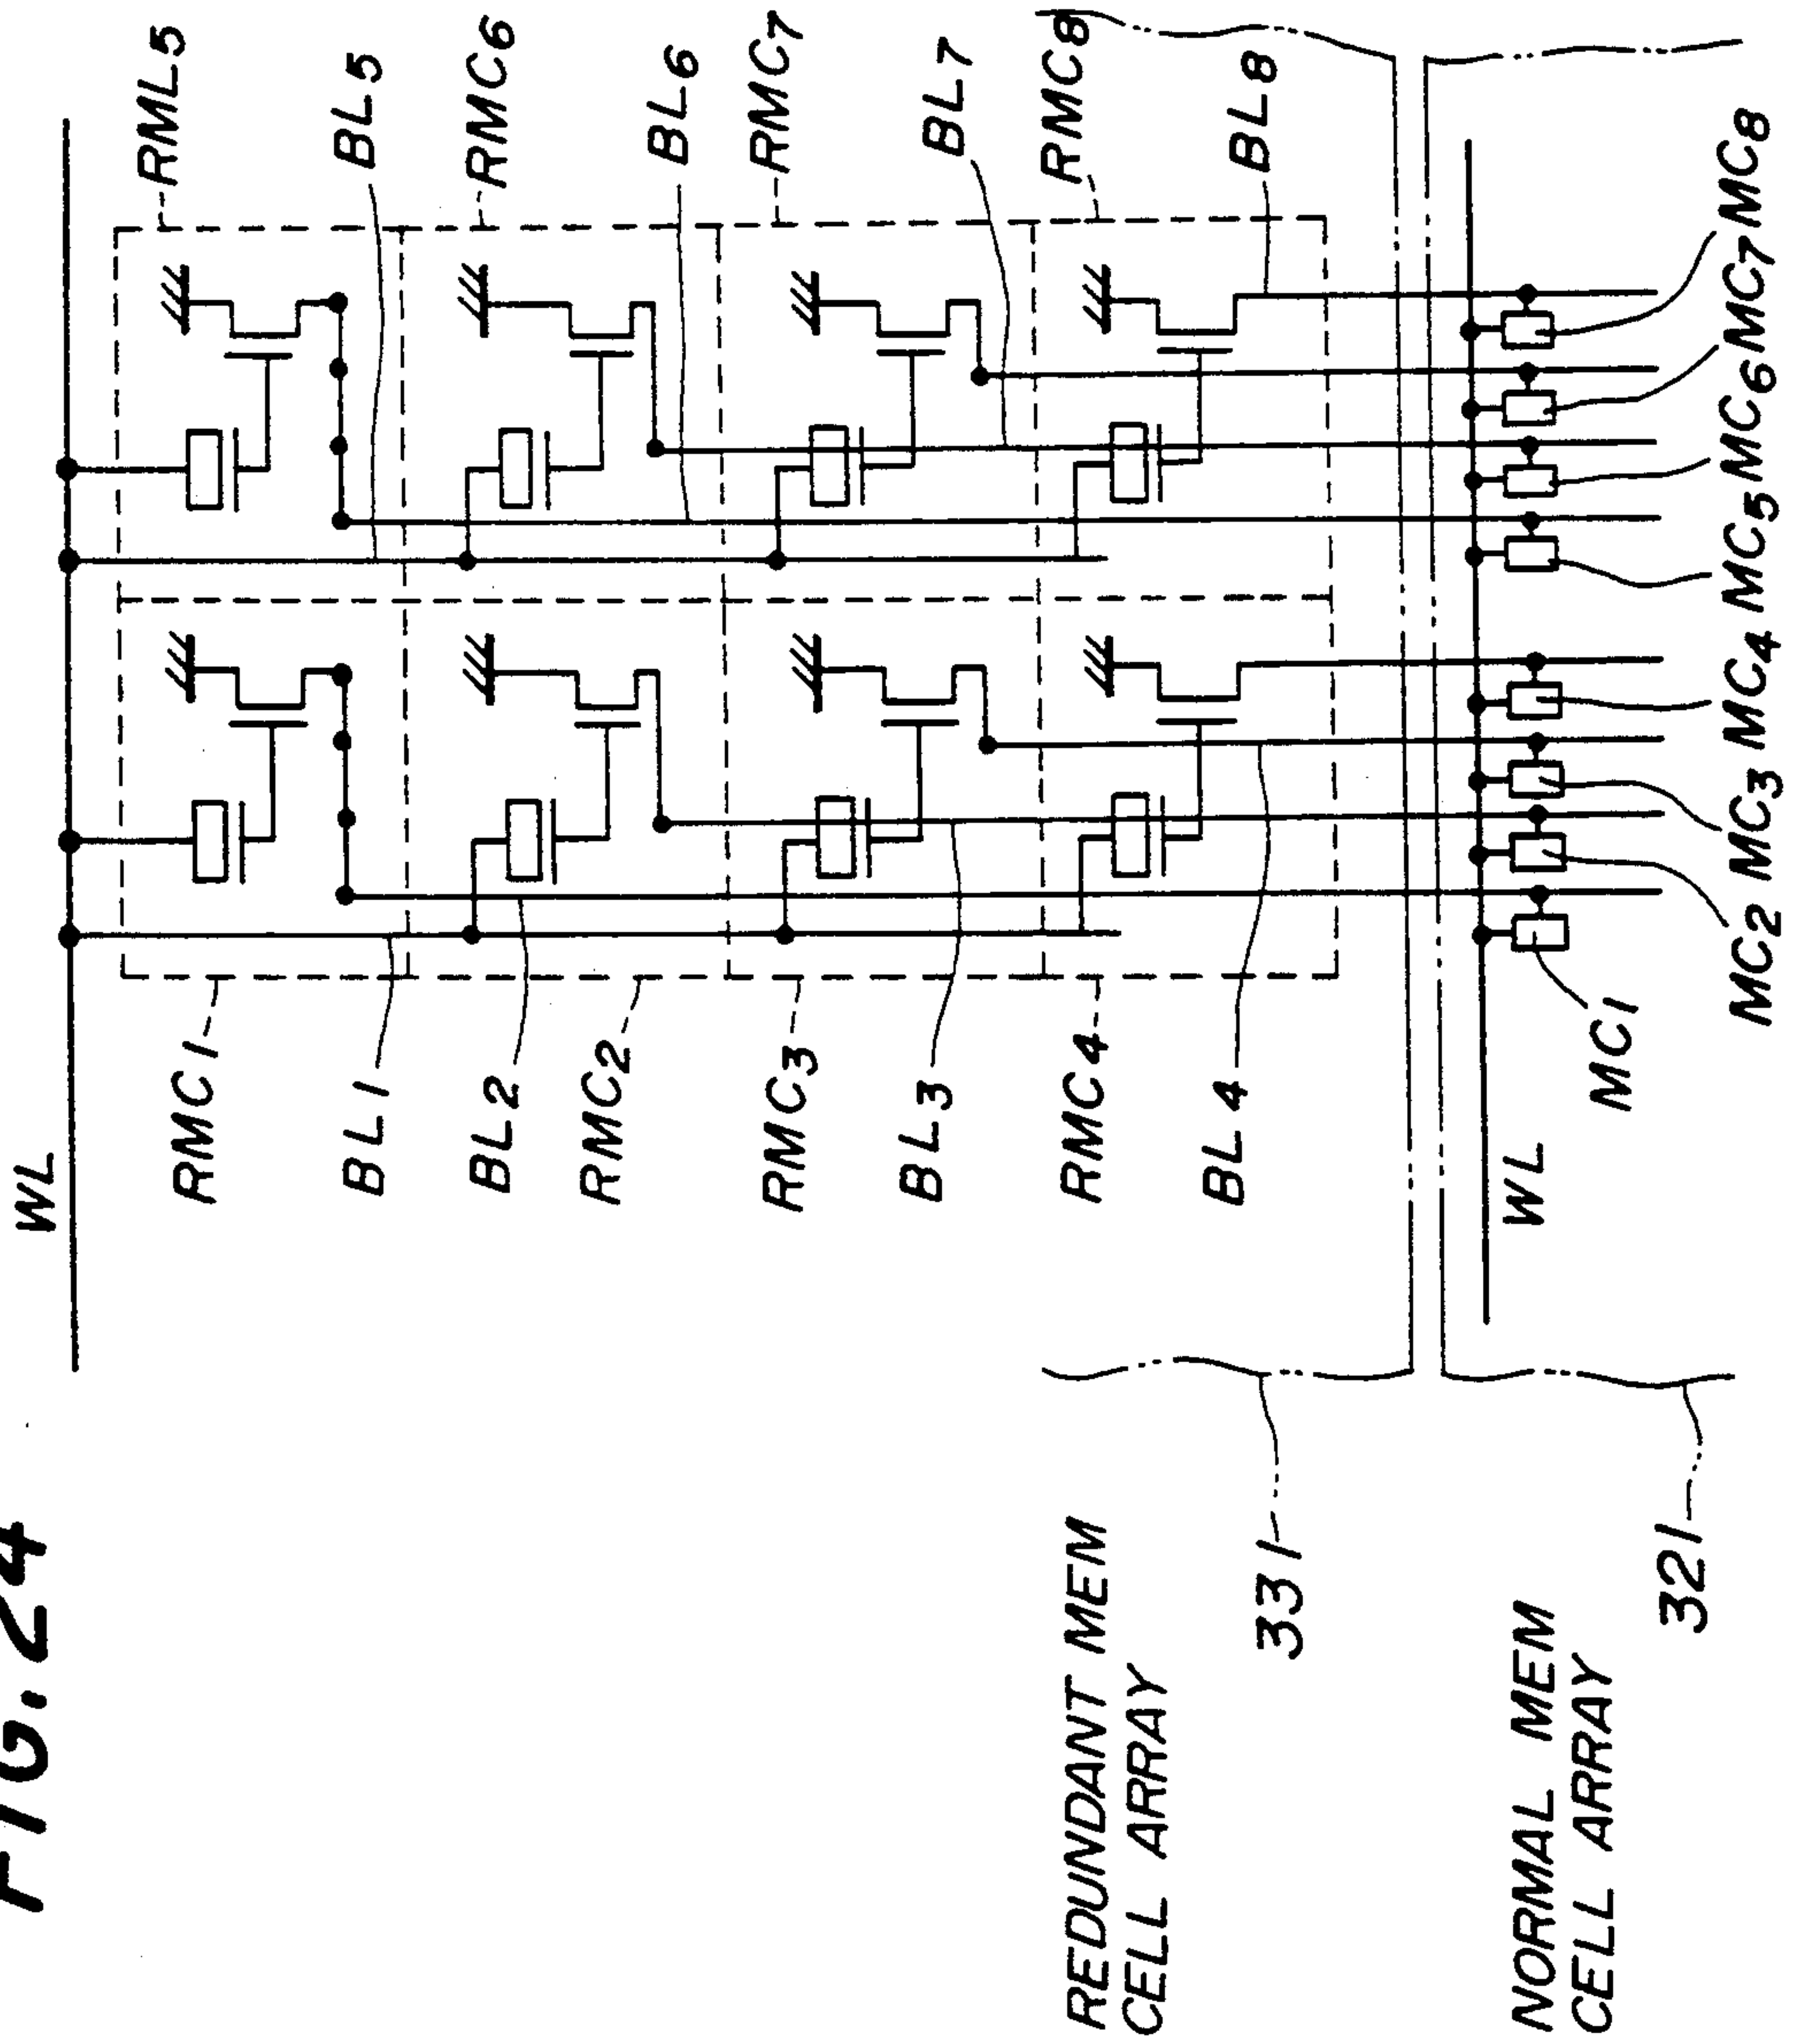 FIG. 24
WL
RMC1
BL1
BL2
RMC2
RMC3
BL3
RMC4
BL4
RML5
BL5
RMC6
BL6
RMC7
BL7
RMC8
BL8
REDUNDANT MEM
CELL ARRAY
331
NORMAL MEM
CELL ARRAY
321
WL
MC1
MC2
MC3
MC4
MC5
MC6
MC7
MC8